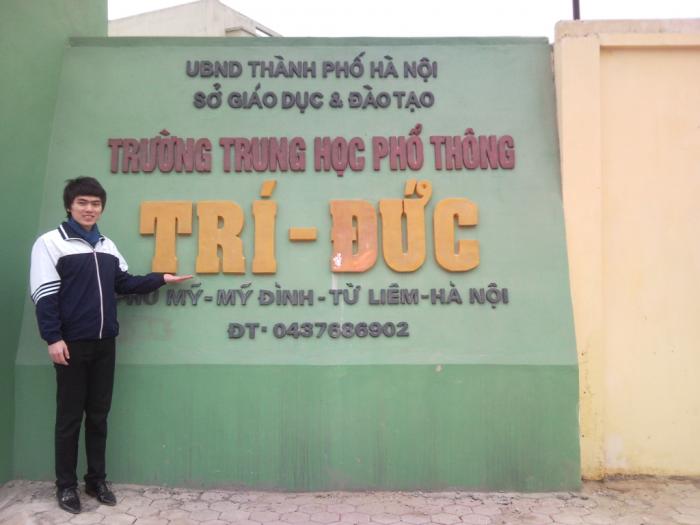 UBND THÀNH PHỐ HÀ NỘI
SỞ GIÁO DỤC & ĐÀO TẠO
TRƯỜNG TRUNG HỌC PHỔ THÔNG
TRÍ - ĐỨC
MỸ - MỸ ĐÌNH - TỪ LIÊM - HÀ NỘI
ĐT· 0437686902